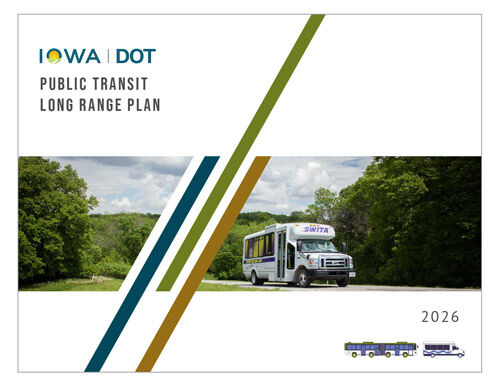 IOWA | DOT
PUBLIC TRANSIT
LONG RANGE PLAN
SWITA
2026